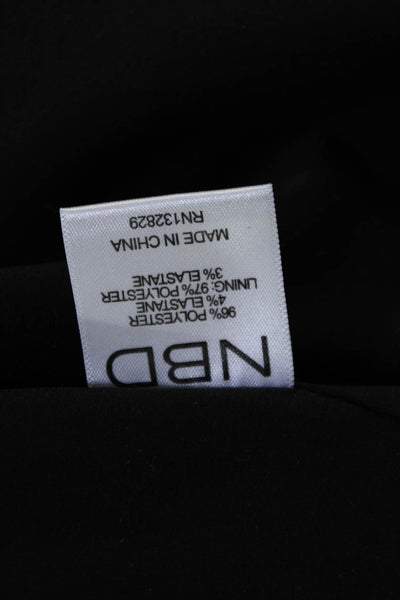 NBD
96% POLYESTER
4% ELASTANE
LINING: 97% POLYESTER
3% ELASTANE
MADE IN CHINA
RN132829